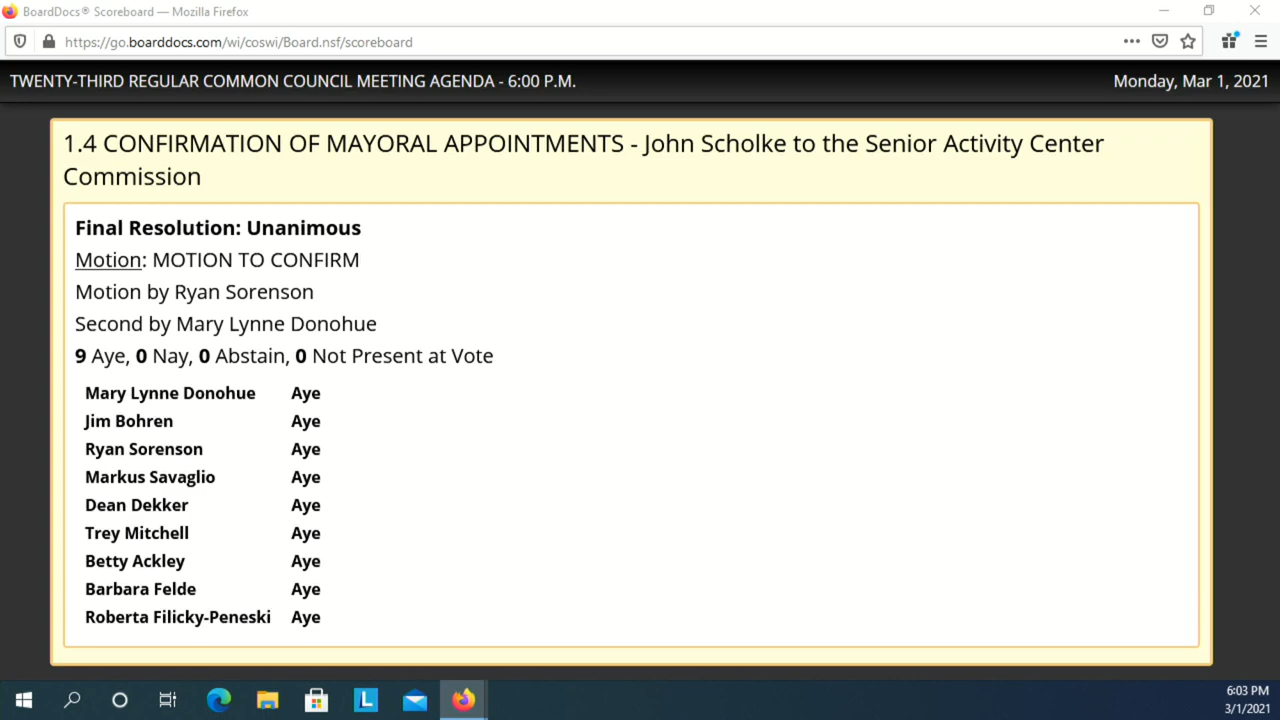 BoardDocs® Scoreboard — Mozilla Firefox
https://go.boarddocs.com/wi/coswi/Board.nsf/scoreboard
TWENTY-THIRD REGULAR COMMON COUNCIL MEETING AGENDA - 6:00 P.M. Monday, Mar 1, 2021
1.4 CONFIRMATION OF MAYORAL APPOINTMENTS - John Scholke to the Senior Activity Center
Commission
Final Resolution: Unanimous
Motion: MOTION TO CONFIRM
Motion by Ryan Sorenson
Second by Mary Lynne Donohue
9 Aye, 0 Nay, 0 Abstain, 0 Not Present at Vote
Mary Lynne Donohue Aye
Jim Bohren Aye
Ryan Sorenson Aye
Markus Savaglio Aye
Dean Dekker Aye
Trey Mitchell Aye
Betty Ackley Aye
Barbara Felde Aye
Roberta Filicky-Peneski Aye
L
6:03 PM
3/1/2021